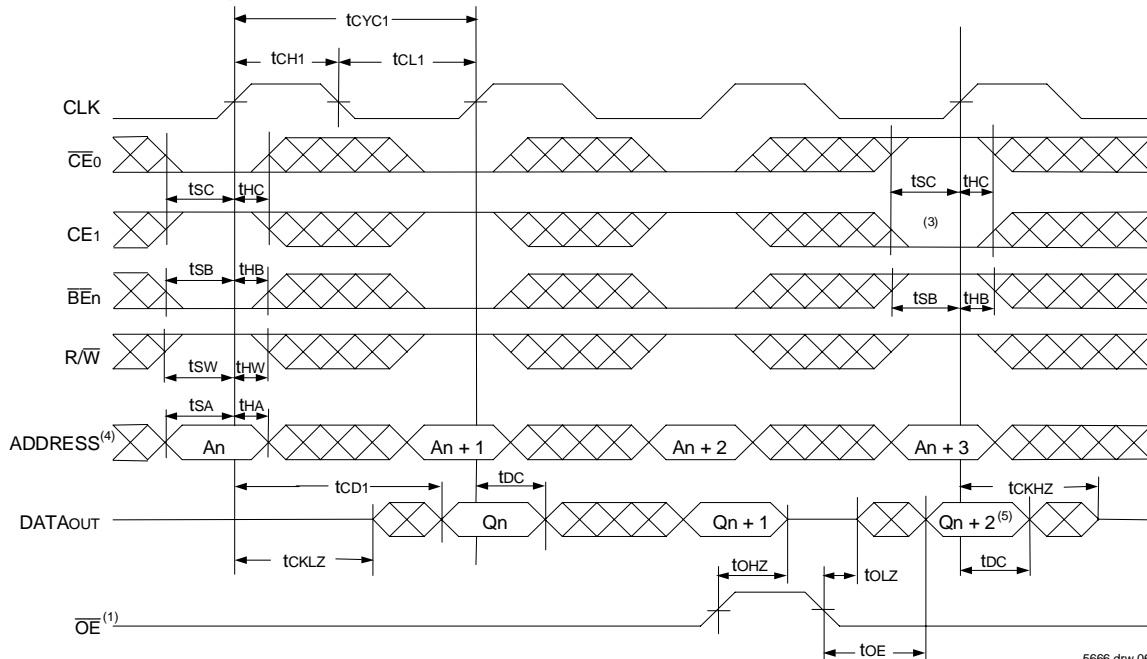 tCYC1
tCH1 tCL1
CLK
CE0
tSC tHC tSC tHC
CE1 (3)
tSB tHB
BEn
tSB tHB
R/W
tSW tHW
tSA tHA
ADDRESS(4) An An + 1 An + 2 An + 3
tCD1 tDC tCKHZ
DATAOUT Qn Qn + 1 Qn + 2(5)
tCKLZ tOHZ tOLZ tDC
OE(1)
tOE